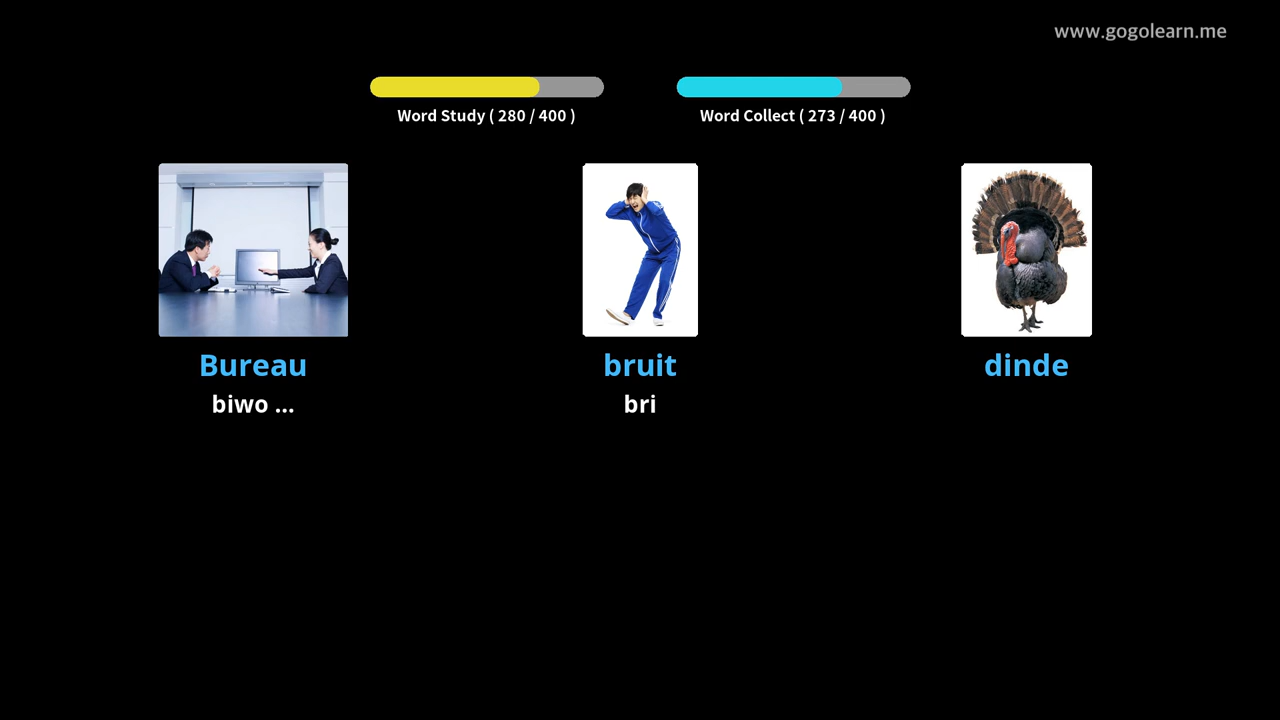 www.gogolearn.me
Word Study ( 280 / 400 )
Word Collect ( 273 / 400 )
Bureau
biwo ...
bruit
bri
dinde